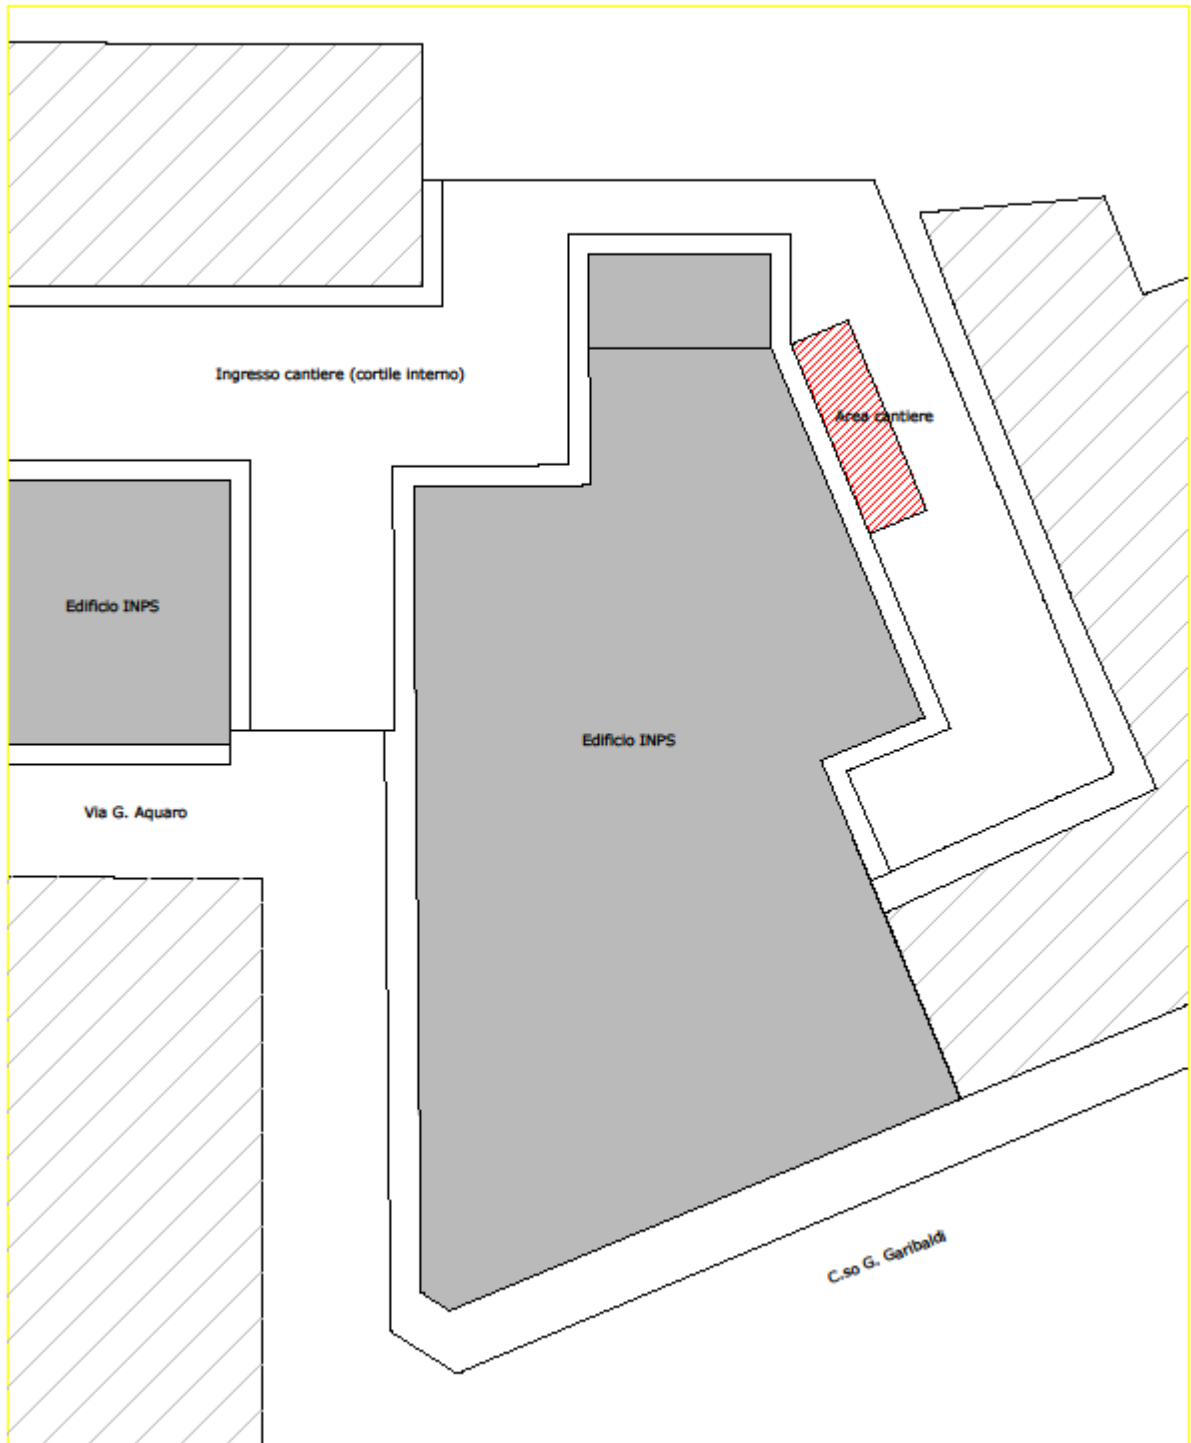 Ingresso cantiere (cortile interno)
Area cantiere
Edificio INPS
Edificio INPS
Via G. Aquaro
C.so G. Garibaldi